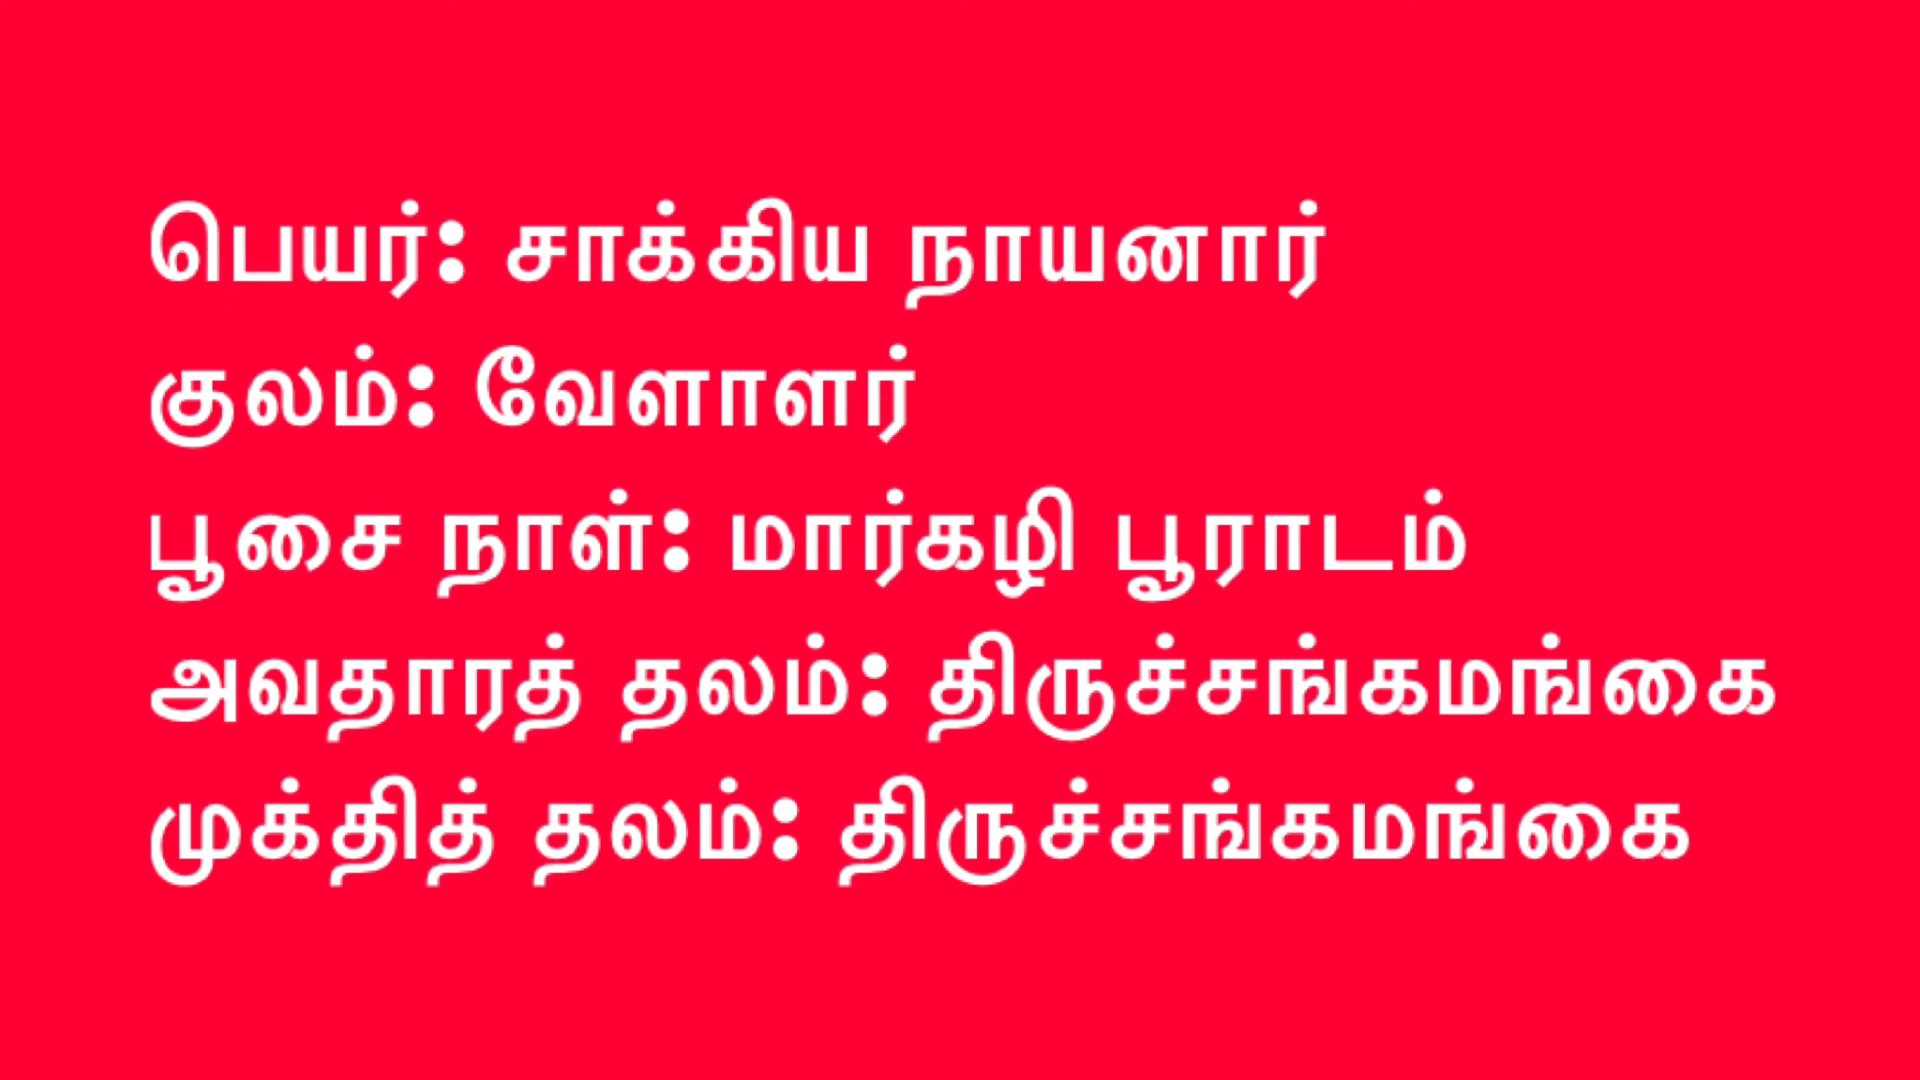 பெயர்: சாக்கிய நாயனார்
குலம்: வேளாளர்
பூசை நாள்: மார்கழி பூராடம்
அவதாரத் தலம்: திருச்சங்கமங்கை
முக்தித் தலம்: திருச்சங்கமங்கை